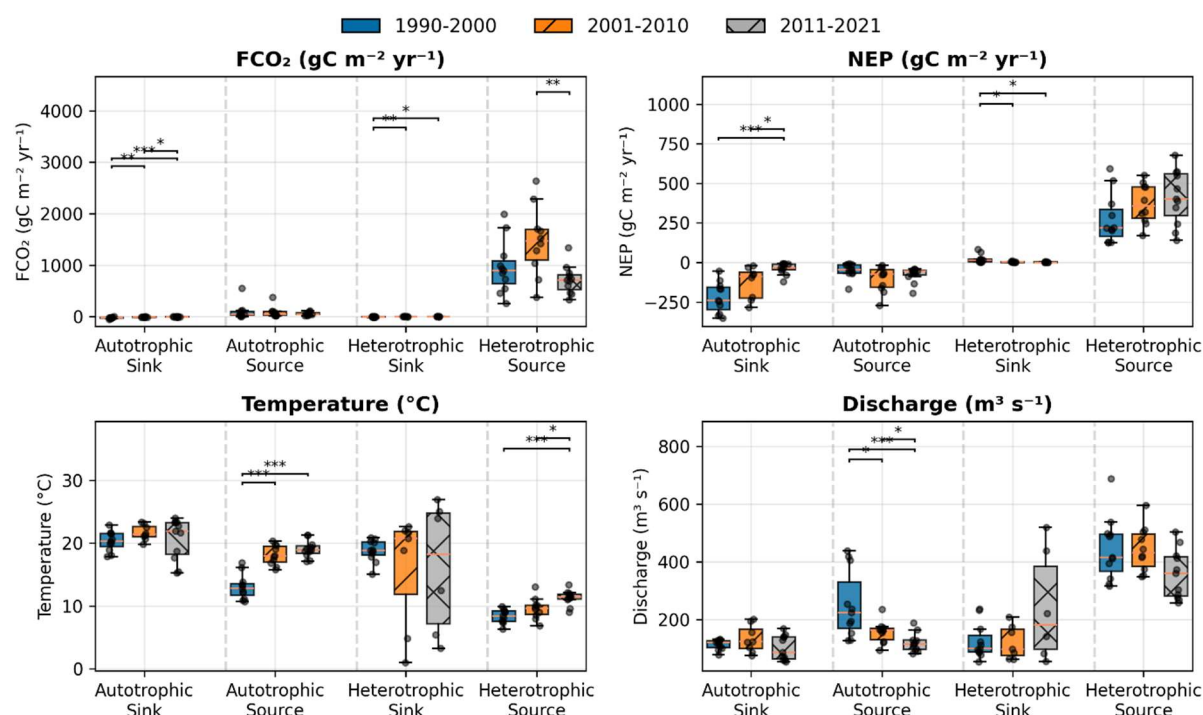 1990-2000 2001-2010 2011-2021
FCO₂ (gC m⁻² yr⁻¹)
FCO₂ (gC m⁻² yr⁻¹)
4000
3000
2000
1000
0
** *** *
** *
**
Autotrophic Sink
Autotrophic Source
Heterotrophic Sink
Heterotrophic Source
NEP (gC m⁻² yr⁻¹)
NEP (gC m⁻² yr⁻¹)
1000
750
500
250
0
−250
*** *
* *
Autotrophic Sink
Autotrophic Source
Heterotrophic Sink
Heterotrophic Source
Temperature (°C)
Temperature (°C)
30
20
10
0
*** ***
*** *
Autotrophic Sink
Autotrophic Source
Heterotrophic Sink
Heterotrophic Source
Discharge (m³ s⁻¹)
Discharge (m³ s⁻¹)
800
600
400
200
* *** *
Autotrophic Sink
Autotrophic Source
Heterotrophic Sink
Heterotrophic Source